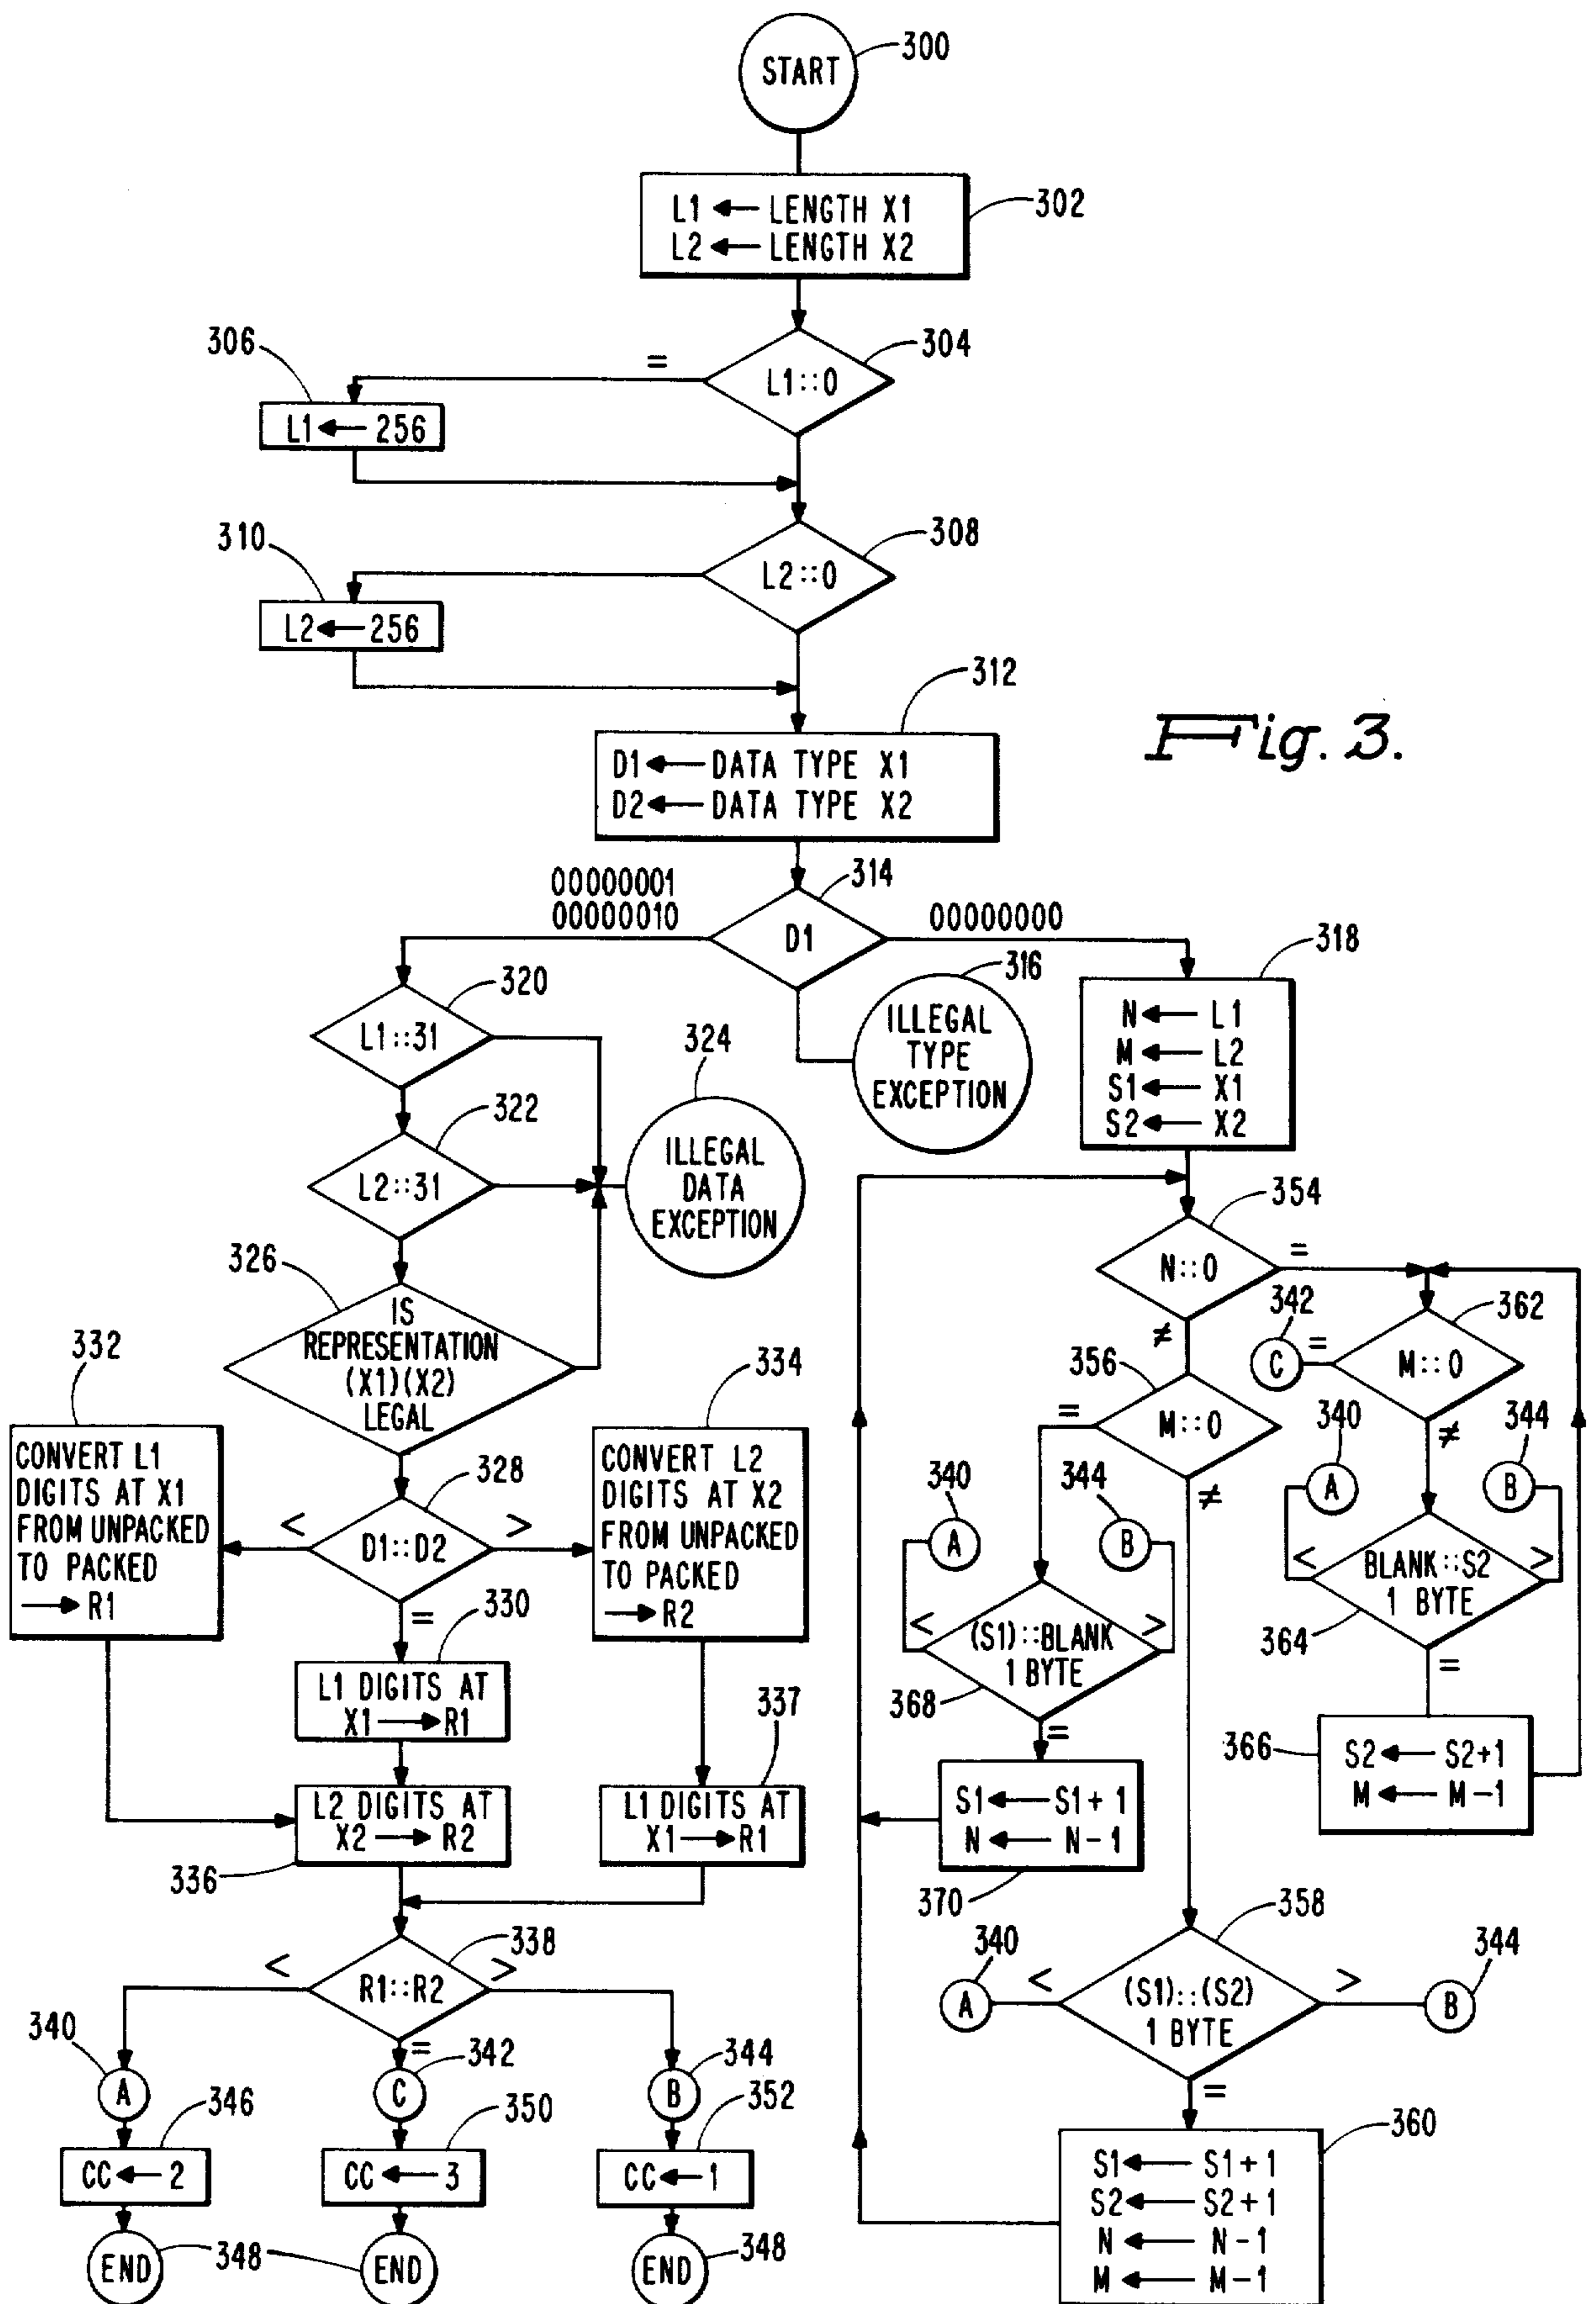 300
START
L1 ← LENGTH X1
L2 ← LENGTH X2
302
306
=
304
L1::0
L1 ← 256
310
308
L2::0
L2 ← 256
312
D1 ← DATA TYPE X1
D2 ← DATA TYPE X2
Fig. 3.
00000001
00000010
314
D1
00000000
318
316
ILLEGAL
TYPE
EXCEPTION
N ← L1
M ← L2
S1 ← X1
S2 ← X2
320
L1::31
324
ILLEGAL
DATA
EXCEPTION
322
L2::31
326
IS
REPRESENTATION
(X1)(X2)
LEGAL
354
N::0
=
≠
342
C
=
362
M::0
≠
356
=
M::0
≠
340
A
344
B
<
BLANK::S2
1 BYTE
>
364
=
366
S2 ← S2+1
M ← M-1
332
CONVERT L1
DIGITS AT X1
FROM UNPACKED
TO PACKED
→ R1
334
CONVERT L2
DIGITS AT X2
FROM UNPACKED
TO PACKED
→ R2
328
<
D1::D2
>
=
330
L1 DIGITS AT
X1 → R1
340
A
344
B
<
(S1)::BLANK
1 BYTE
>
368
=
S1 ← S1+1
N ← N-1
370
337
L2 DIGITS AT
X2 → R2
336
L1 DIGITS AT
X1 → R1
338
<
R1::R2
>
=
358
340
A
<
(S1)::(S2)
1 BYTE
>
344
B
=
360
S1 ← S1+1
S2 ← S2+1
N ← N-1
M ← M-1
340
A
342
C
344
B
346
CC ← 2
350
CC ← 3
352
CC ← 1
END
348
END
END
348